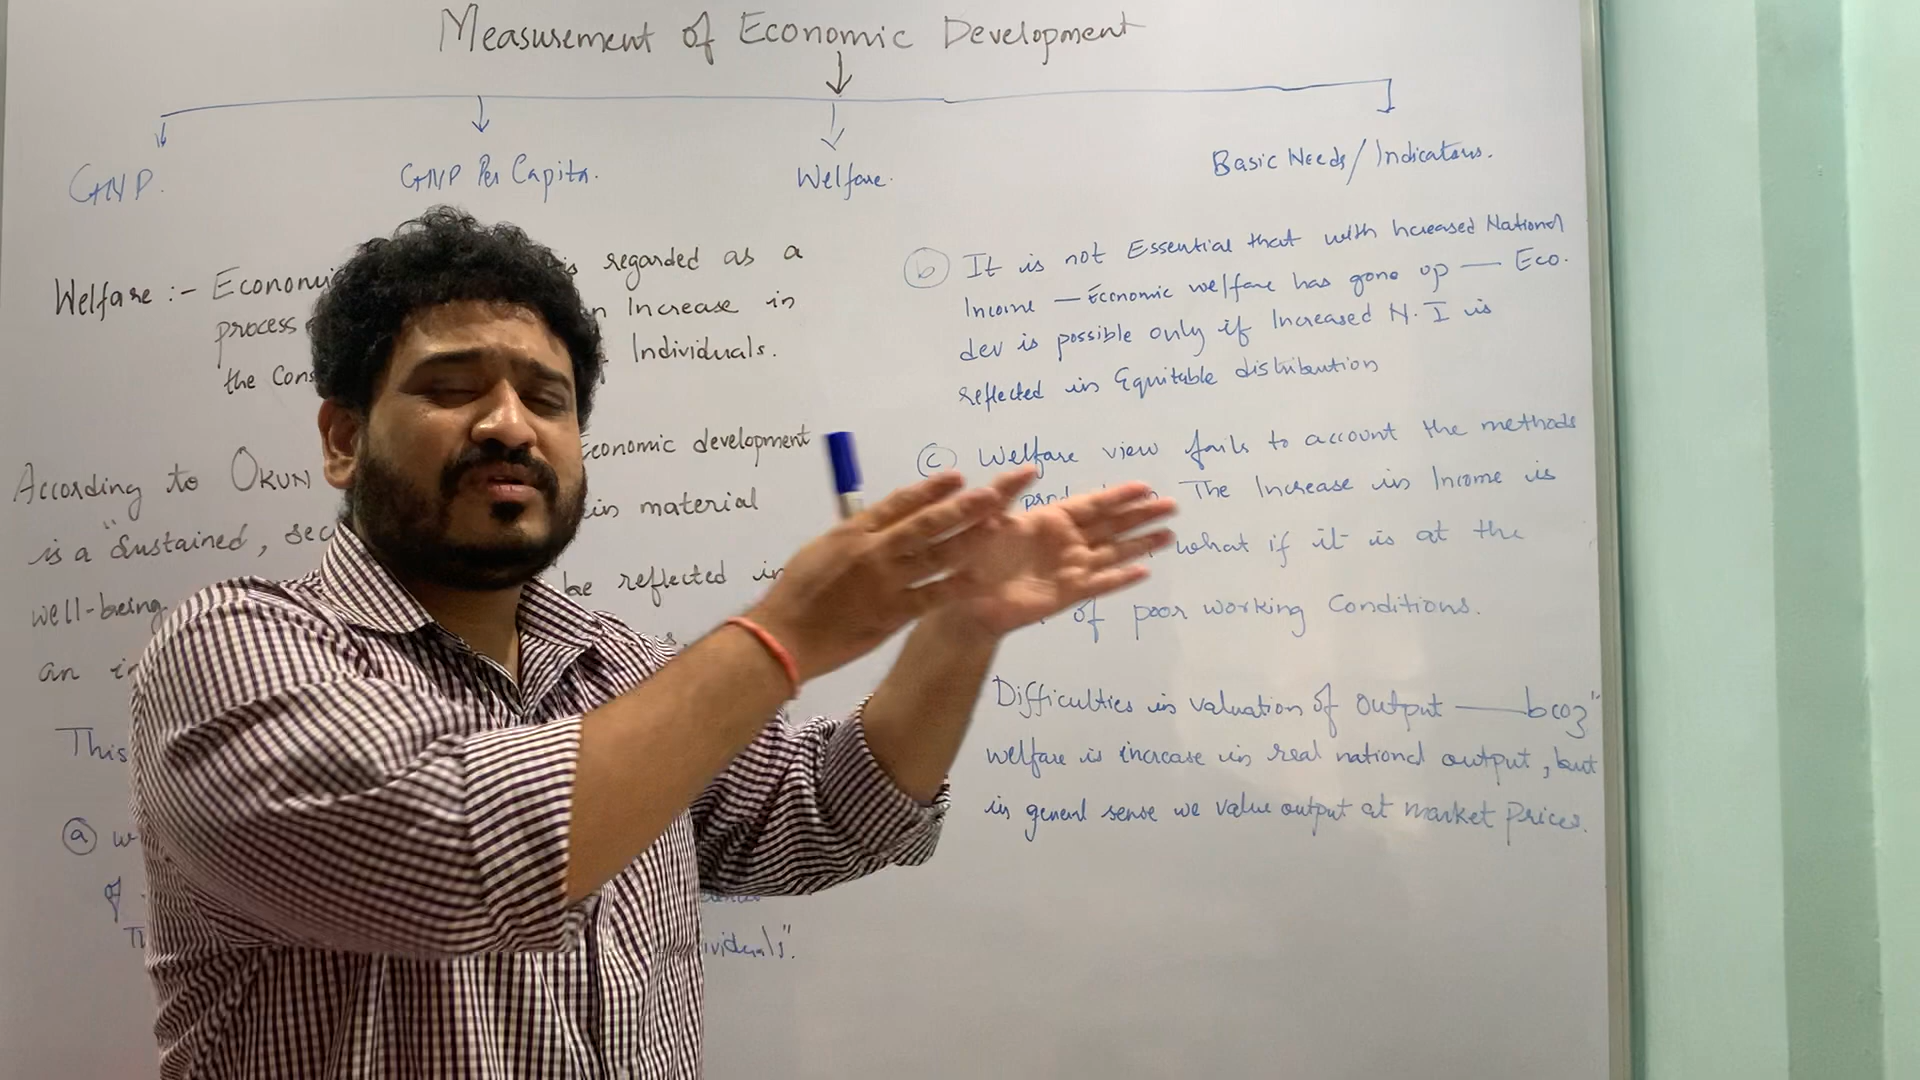 Measurement of Economic Development
GNP.
GNP Per Capita.
Welfare.
Basic Needs/Indicators.
Welfare :- Economi is regarded as a
process n Increase in
the Cons Individuals.
According to OKUN Economic development
is a "Sustained, sec in material
well-being. be reflected in
an in s.
This
a w
of
ividuals".
b It is not Essential that with Increased National
Income — Economic welfare has gone up — Eco.
dev is possible only if Increased N.I is
reflected in Equitable distribution
c Welfare view fails to account the methods
The Increase in Income is
what if it is at the
of poor working Conditions.
Difficulties in valuation of Output — bcoz"
welfare is increase in real national output, but
in general sense we value output at market prices.